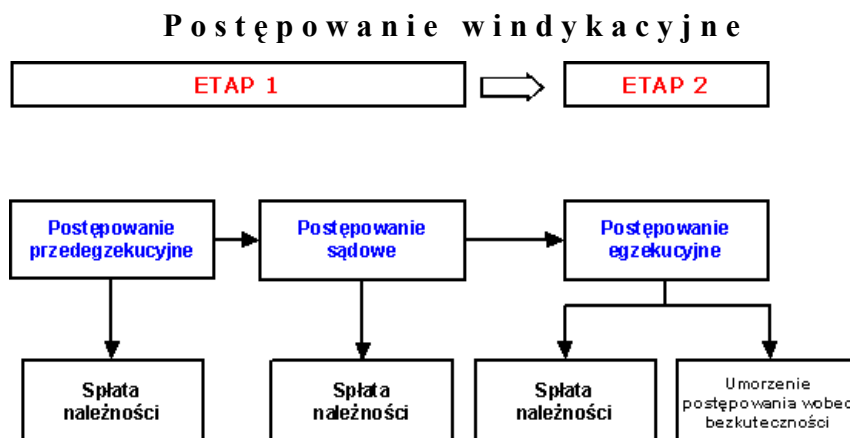 Postępowanie windykacyjne
ETAP 1
ETAP 2
Postępowanie
przedegzekucyjne
Postępowanie
sądowe
Postępowanie
egzekucyjne
Spłata
należności
Spłata
należności
Spłata
należności
Umorzenie
postępowania wobec
bezkuteczności